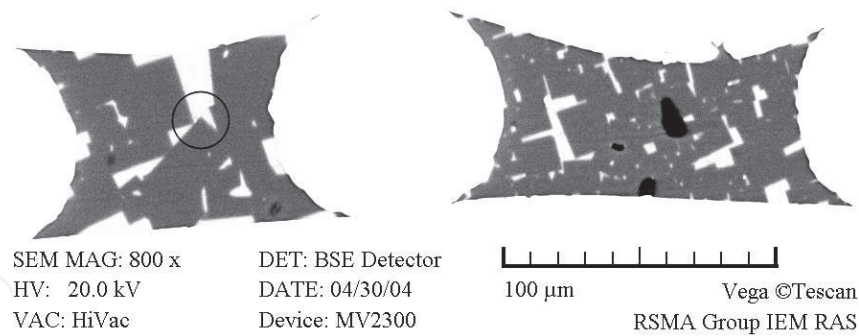 SEM MAG: 800 x
DET: BSE Detector
HV: 20.0 kV
DATE: 04/30/04
100 μm
Vega ©Tescan
VAC: HiVac
Device: MV2300
RSMA Group IEM RAS